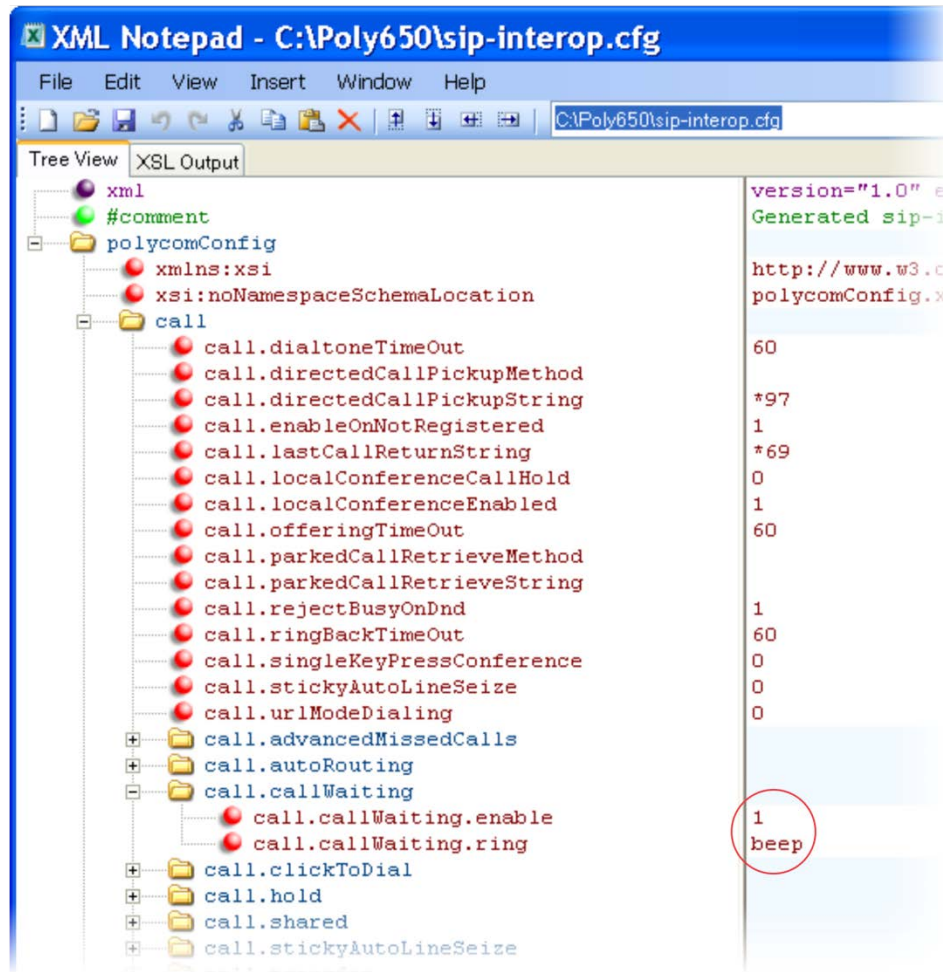 XML Notepad - C:\Poly650\sip-interop.cfg
File Edit View Insert Window Help
C:\Poly650\sip-interop.cfg
Tree View XSL Output
xml version="1.0"
#comment Generated sip-i
polycomConfig
xmlns:xsi http://www.w3.
xsi:noNamespaceSchemaLocation polycomConfig.x
call
call.dialtoneTimeOut 60
call.directedCallPickupMethod
call.directedCallPickupString *97
call.enableOnNotRegistered 1
call.lastCallReturnString *69
call.localConferenceCallHold 0
call.localConferenceEnabled 1
call.offeringTimeOut 60
call.parkedCallRetrieveMethod
call.parkedCallRetrieveString
call.rejectBusyOnDnd 1
call.ringBackTimeOut 60
call.singleKeyPressConference 0
call.stickyAutoLineSeize 0
call.urlModeDialing 0
call.advancedMissedCalls
call.autoRouting
call.callWaiting
call.callWaiting.enable 1
call.callWaiting.ring beep
call.clickToDial
call.hold
call.shared
call.stickyAutoLineSeize